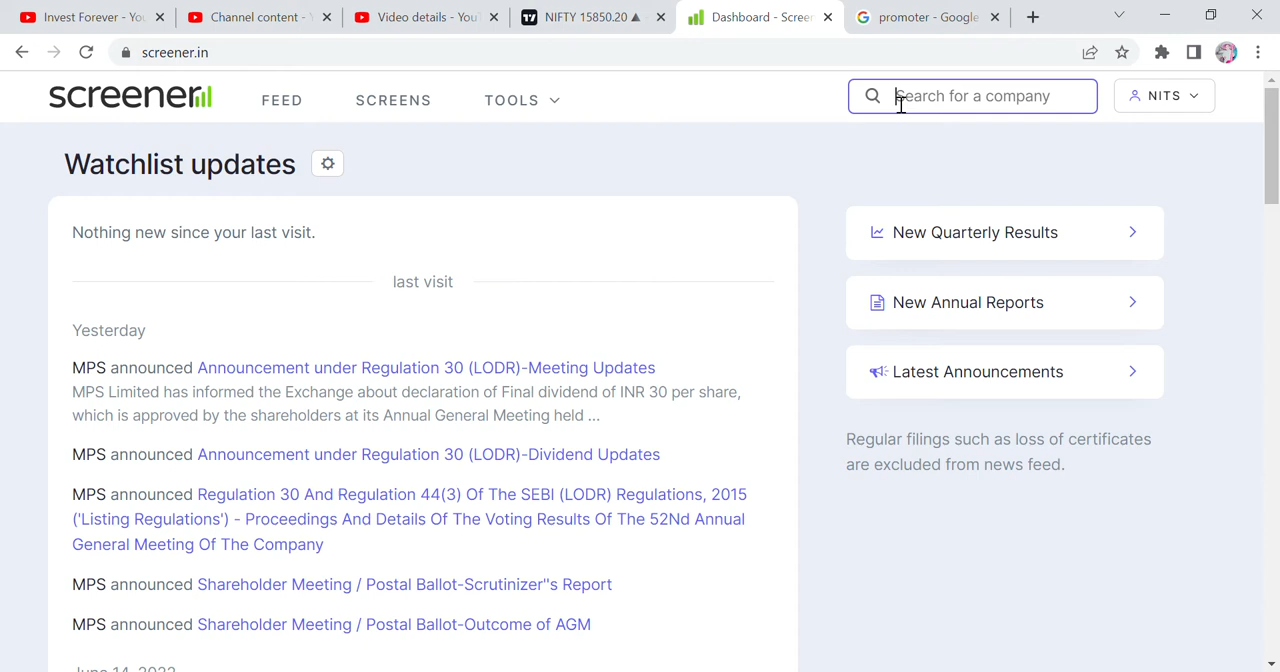 Invest Forever - You
Channel content -
Video details - YouT
NIFTY 15850.20 ▲
Dashboard - Screen
promoter - Google
screener.in
screener
FEED
SCREENS
TOOLS
Search for a company
NITS
Watchlist updates
Nothing new since your last visit.
last visit
Yesterday
MPS announced Announcement under Regulation 30 (LODR)-Meeting Updates
MPS Limited has informed the Exchange about declaration of Final dividend of INR 30 per share,
which is approved by the shareholders at its Annual General Meeting held ...
MPS announced Announcement under Regulation 30 (LODR)-Dividend Updates
MPS announced Regulation 30 And Regulation 44(3) Of The SEBI (LODR) Regulations, 2015
('Listing Regulations') - Proceedings And Details Of The Voting Results Of The 52Nd Annual
General Meeting Of The Company
MPS announced Shareholder Meeting / Postal Ballot-Scrutinizer"s Report
MPS announced Shareholder Meeting / Postal Ballot-Outcome of AGM
June 14, 2022
New Quarterly Results
New Annual Reports
Latest Announcements
Regular filings such as loss of certificates
are excluded from news feed.